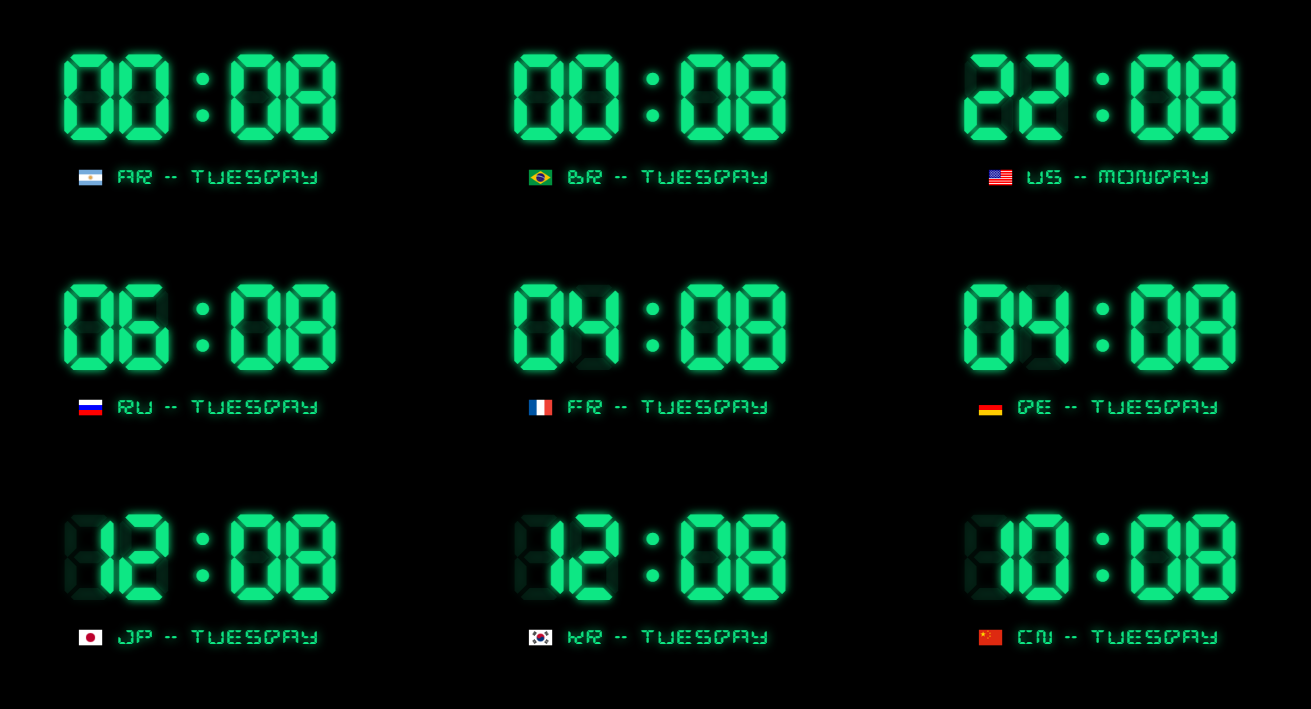 00:08
AR -- TUESDAY
00:08
BR -- TUESDAY
22:08
US -- MONDAY
06:08
RU -- TUESDAY
04:08
FR -- TUESDAY
04:08
DE -- TUESDAY
12:08
JP -- TUESDAY
12:08
KR -- TUESDAY
10:08
CN -- TUESDAY